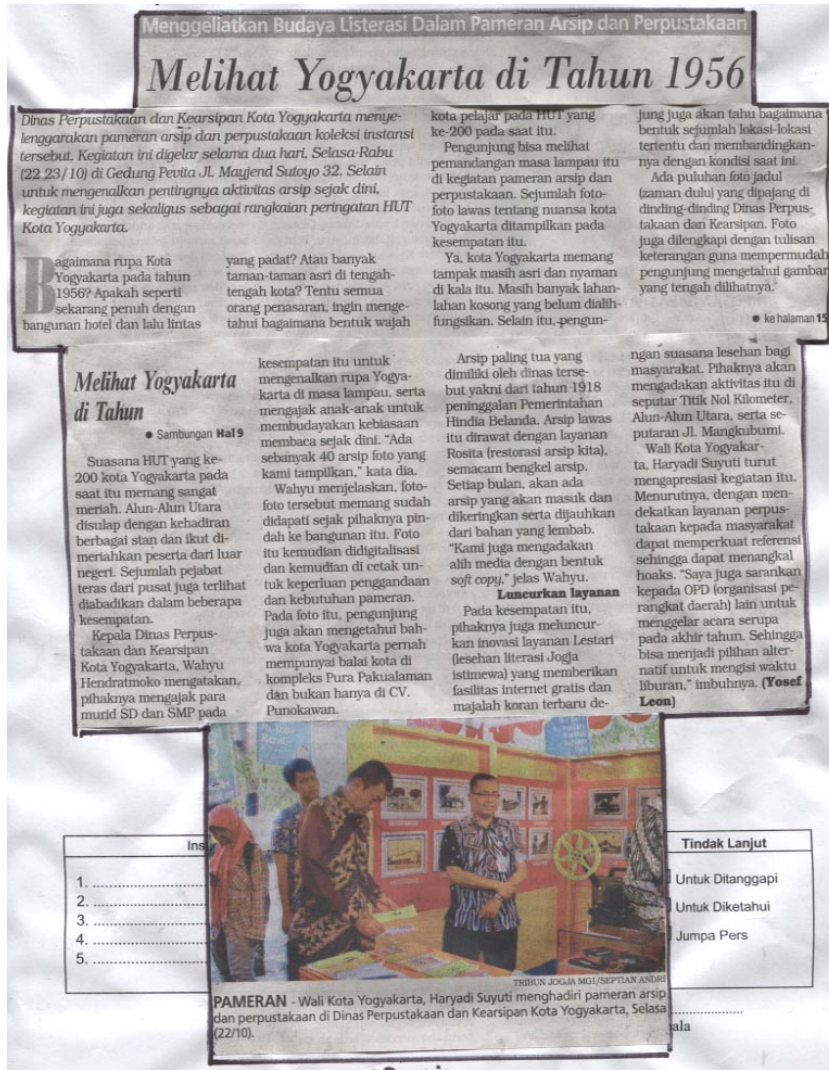 Menggeliatkan Budaya Listerasi Dalam Pameran Arsip dan Perpustakaan
Melihat Yogyakarta di Tahun 1956
Dinas Perpustakaan dan Kearsipan Kota Yogyakarta menye-
lenggarakan pameran arsip dan perpustakaan koleksi instansi
tersebut. Kegiatan ini digelar selama dua hari, Selasa-Rabu
(22,23/10) di Gedung Pevita Jl. Mayjend Sutoyo 32. Selain
untuk mengenalkan pentingnya aktivitas arsip sejak dini,
kegiatan ini juga sekaligus sebagai rangkaian peringatan HUT
Kota Yogyakarta.
Bagaimana rupa Kota
Yogyakarta pada tahun
1956? Apakah seperti
sekarang penuh dengan
bangunan hotel dan lalu lintas
yang padat? Atau banyak
taman-taman asri di tengah-
tengah kota? Tentu semua
orang penasaran, ingin menge-
tahui bagaimana bentuk wajah
kota pelajar pada HUT yang
ke-200 pada saat itu.
Pengunjung bisa melihat
pemandangan masa lampau itu
di kegiatan pameran arsip dan
perpustakaan. Sejumlah foto-
foto lawas tentang nuansa kota
Yogyakarta ditampilkan pada
kesempatan itu.
Ya, kota Yogyakarta memang
tampak masih asri dan nyaman
di kala itu. Masih banyak lahan-
lahan kosong yang belum dialih-
fungsikan. Selain itu, pengun-
jung juga akan tahu bagaimana
bentuk sejumlah lokasi-lokasi
tertentu dan membandingkan-
nya dengan kondisi saat ini.
Ada puluhan foto jadul
(zaman dulu) yang dipajang di
dinding-dinding Dinas Perpus-
takaan dan Kearsipan. Foto
juga dilengkapi dengan tulisan
keterangan guna mempermudah
pengunjung mengetahui gambar
yang tengah dilihatnya.
● ke halaman 15
Melihat Yogyakarta
di Tahun
● Sambungan Hal 9
Suasana HUT yang ke-
200 kota Yogyakarta pada
saat itu memang sangat
meriah. Alun-Alun Utara
disulap dengan kehadiran
berbagai stan dan ikut di-
meriahkan peserta dari luar
negeri. Sejumlah pejabat
teras dari pusat juga terlihat
diabadikan dalam beberapa
kesempatan.
Kepala Dinas Perpus-
takaan dan Kearsipan
Kota Yogyakarta, Wahyu
Hendratmoko mengatakan,
pihaknya mengajak para
murid SD dan SMP pada
kesempatan itu untuk
mengenalkan rupa Yogya-
karta di masa lampau, serta
mengajak anak-anak untuk
membudayakan kebiasaan
membaca sejak dini. “Ada
sebanyak 40 arsip foto yang
kami tampilkan,” kata dia.
Wahyu menjelaskan, foto-
foto tersebut memang sudah
didapati sejak pihaknya pin-
dah ke bangunan itu. Foto
itu kemudian didigitalisasi
dan kemudian di cetak un-
tuk keperluan penggandaan
dan kebutuhan pameran.
Pada foto itu, pengunjung
juga akan mengetahui bah-
wa kota Yogyakarta pernah
mempunyai balai kota di
kompleks Pura Pakualaman
dan bukan hanya di CV.
Punokawan.
Arsip paling tua yang
dimiliki oleh dinas terse-
but yakni dari tahun 1918
peninggalan Pemerintahan
Hindia Belanda. Arsip lawas
itu dirawat dengan layanan
Rosita (restorasi arsip kita),
semacam bengkel arsip.
Setiap bulan, akan ada
arsip yang akan masuk dan
dikeringkan serta dijauhkan
dari bahan yang lembab.
“Kami juga mengadakan
alih media dengan bentuk
soft copy,” jelas Wahyu.
Luncurkan layanan
Pada kesempatan itu,
pihaknya juga meluncur-
kan inovasi layanan Lestari
(lesehan literasi Jogja
istimewa) yang memberikan
fasilitas internet gratis dan
majalah koran terbaru de-
ngan suasana lesehan bagi
masyarakat. Pihaknya akan
mengadakan aktivitas itu di
seputar Titik Nol Kilometer,
Alun-Alun Utara, serta se-
putaran Jl. Mangkubumi.
Wali Kota Yogyakar-
ta, Haryadi Suyuti turut
mengapresiasi kegiatan itu.
Menurutnya, dengan men-
dekatkan layanan perpus-
takaan kepada masyarakat
dapat memperkuat referensi
sehingga dapat menangkal
hoaks. “Saya juga sarankan
kepada OPD (organisasi pe-
rangkat daerah) lain untuk
menggelar acara serupa
pada akhir tahun. Sehingga
bisa menjadi pilihan alter-
natif untuk mengisi waktu
liburan,” imbuhnya. (Yosef
Leon)
Ins
1. ..............................
2. ..............................
3. ..............................
4. ..............................
5. ..............................
Tindak Lanjut
Untuk Ditanggapi
Untuk Diketahui
Jumpa Pers
TRIBUN JOGJA MG1/SEPTIAN ANDRI
PAMERAN - Wali Kota Yogyakarta, Haryadi Suyuti menghadiri pameran arsip
dan perpustakaan di Dinas Perpustakaan dan Kearsipan Kota Yogyakarta, Selasa
(22/10).
ala